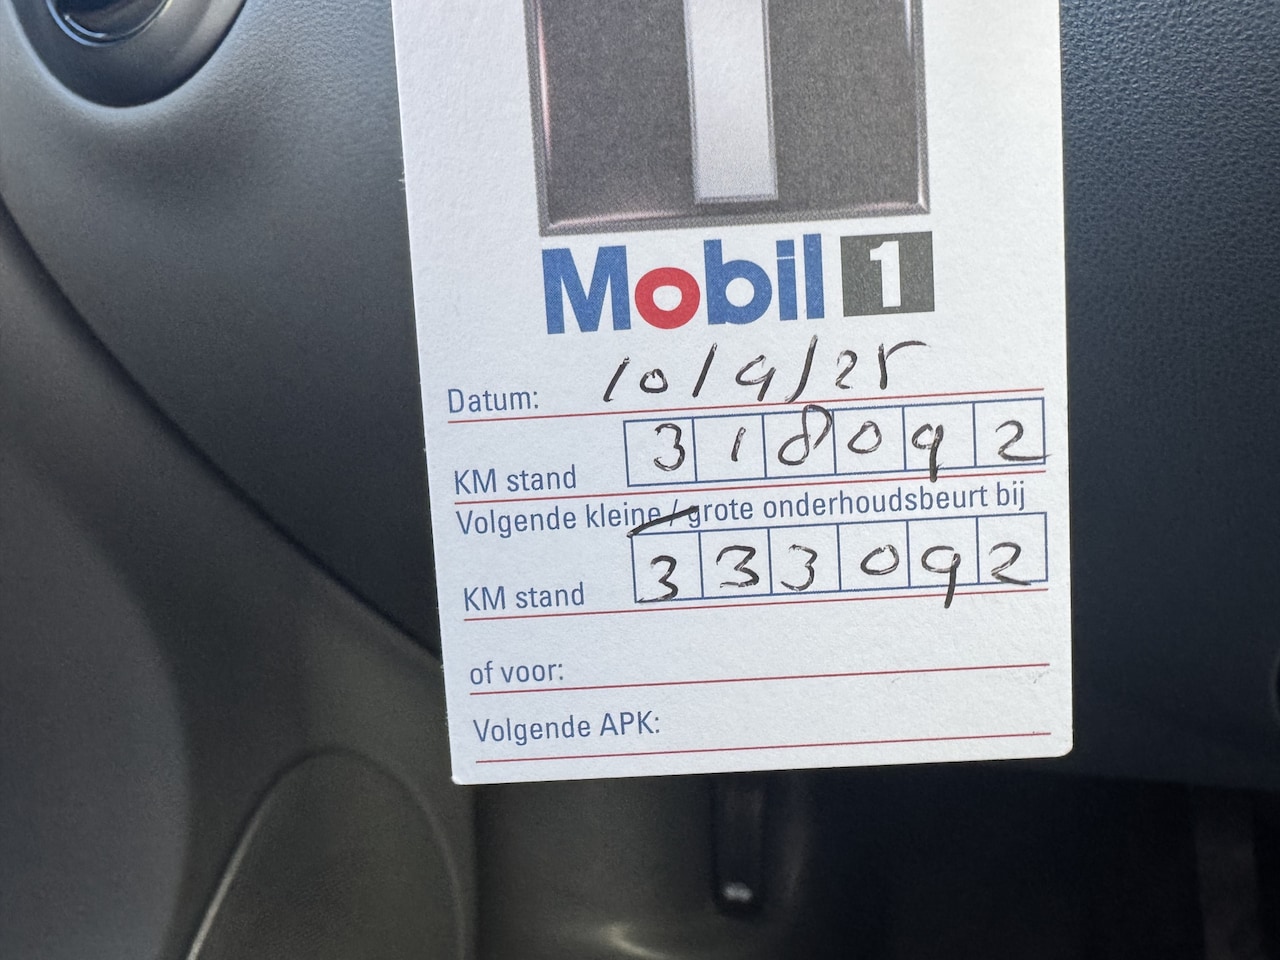 Mobil 1
Datum: 10/9/25
KM stand 318092
Volgende kleine / grote onderhoudsbeurt bij
KM stand 333092
of voor:
Volgende APK: